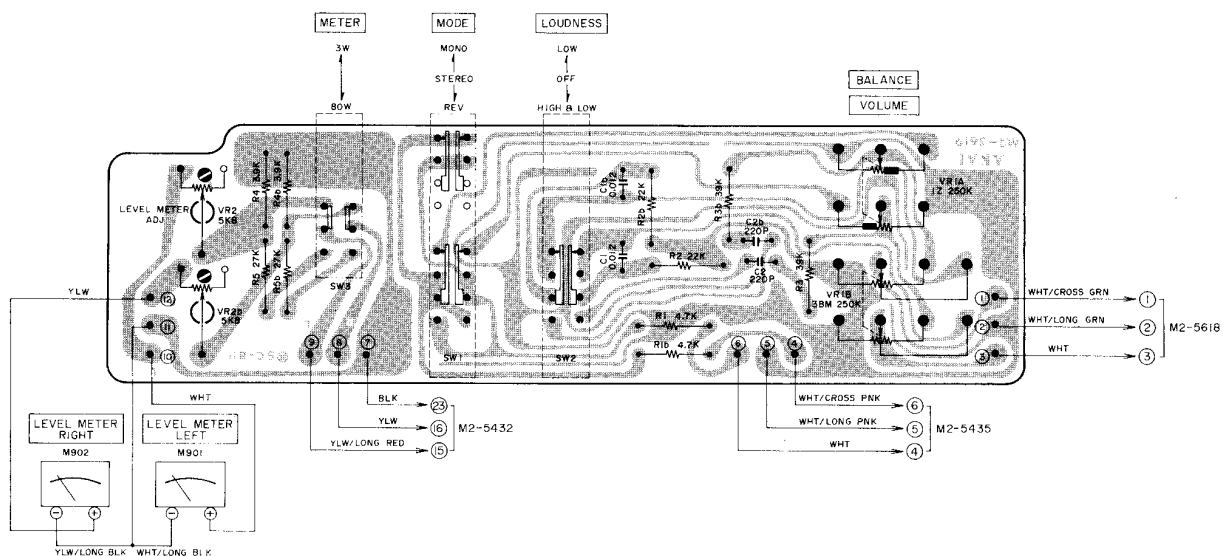 METER
MODE
LOUDNESS
3W
MONO
LOW
STEREO
OFF
80W
REV
HIGH & LOW
BALANCE
VOLUME
AKAI
R4 3.9K
R4b 3.9K
C1b
0.012
R2b 22K
R3b 39K
VR1A
1Z 250K
LEVEL METER
ADJ
VR2
5KB
C2b
220P
C1
0.012
R2 22K
C2
220P
R3 39K
R5 27K
R5b 27K
SW3
VR1B
3BM 250K
YLW
12
VR2b
5KB
1
WHT/CROSS GRN
1
11
R1 4.7K
2
WHT/LONG GRN
2
M2-5618
10
9
8
7
SW1
SW2
R1b 4.7K
6
5
4
3
WHT
3
WHT
BLK
23
YLW
16
M2-5432
YLW/LONG RED
15
WHT/CROSS PNK
6
WHT/LONG PNK
5
M2-5435
WHT
4
LEVEL METER
RIGHT
LEVEL METER
LEFT
M902
M901
− +
− +
YLW/LONG BLK
WHT/LONG BLK